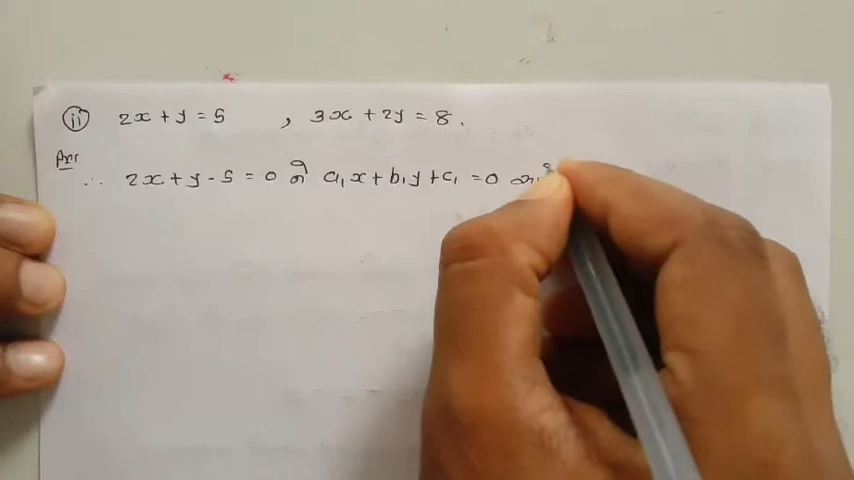 (ii) 2x + y = 5 , 3x + 2y = 8.
Ans
∴ 2x + y - 5 = 0 ને a₁x + b₁y + c₁ = 0